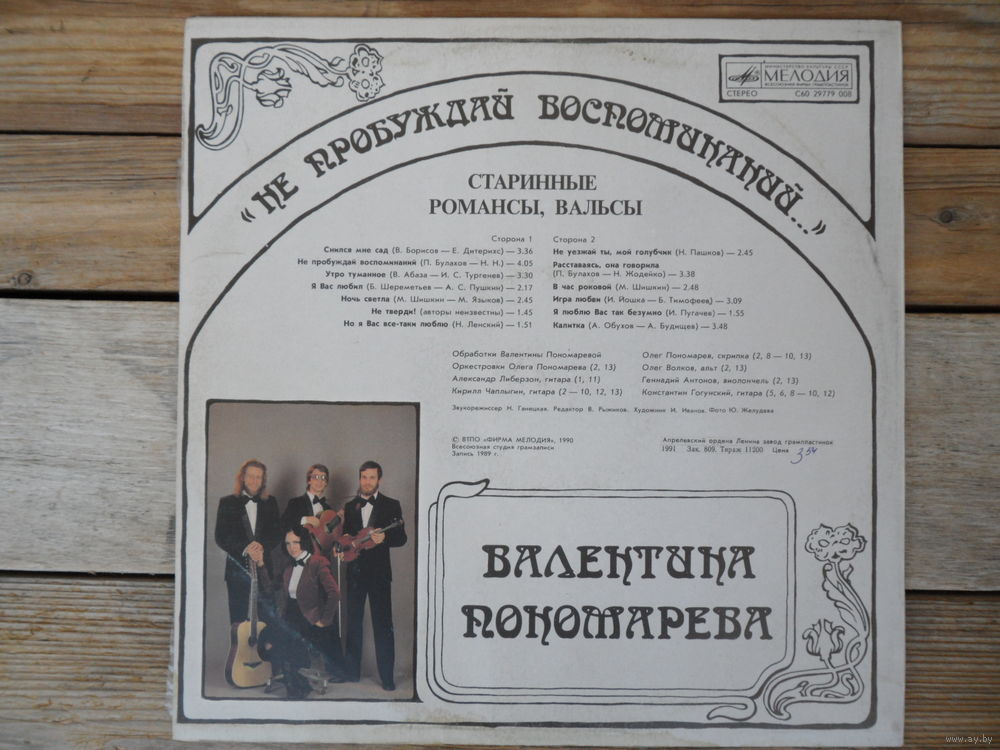 МИНИСТЕРСТВО КУЛЬТУРЫ СССР
МЕЛОДИЯ
ВСЕСОЮЗНАЯ ФИРМА ГРАМПЛАСТИНОК
СТЕРЕО С60 29779 008
«НЕ ПРОБУЖДАЙ ВОСПОМИНАНИЙ...»
СТАРИННЫЕ
РОМАНСЫ, ВАЛЬСЫ
Сторона 1
Снился мне сад (В. Борисов — Е. Дитерихс) — 3.36
Не пробуждай воспоминаний (П. Булахов — Н. Н.) — 4.05
Утро туманное (В. Абаза — И. С. Тургенев) — 3.30
Я Вас любил (Б. Шереметьев — А. С. Пушкин) — 2.17
Ночь светла (М. Шишкин — М. Языков) — 2.45
Не тверди! (авторы неизвестны) — 1.45
Но я Вас все-таки люблю (Н. Ленский) — 1.51
Сторона 2
Не уезжай ты, мой голубчик (Н. Пашков) — 2.45
Расставаясь, она говорила
(П. Булахов — Н. Жодейко) — 3.38
В час роковой (М. Шишкин) — 2.48
Игра любви (И. Йошка — Б. Тимофеев) — 3.09
Я люблю Вас так безумно (И. Пугачев) — 1.55
Калитка (А. Обухов — А. Будищев) — 3.48
Обработки Валентины Пономаревой
Оркестровки Олега Пономарева (2, 13)
Александр Либерзон, гитара (1, 11)
Кирилл Чаплыгин, гитара (2 — 10, 12, 13)
Олег Пономарев, скрипка (2, 8 — 10, 13)
Олег Волков, альт (2, 13)
Геннадий Антонов, виолончель (2, 13)
Константин Гогунский, гитара (5, 6, 8 — 10, 12)
Звукорежиссер Н. Ганецкая. Редактор В. Рыжиков. Художник И. Иванов. Фото Ю. Желудева
© ВТПО «ФИРМА МЕЛОДИЯ», 1990
Всесоюзная студия грамзаписи
Запись 1989 г.
Апрелевский ордена Ленина завод грампластинок
1991 Зак. 809. Тираж 11200 Цена 3 54
ВАЛЕНТИНА
ПОНОМАРЕВА
www.ay.by